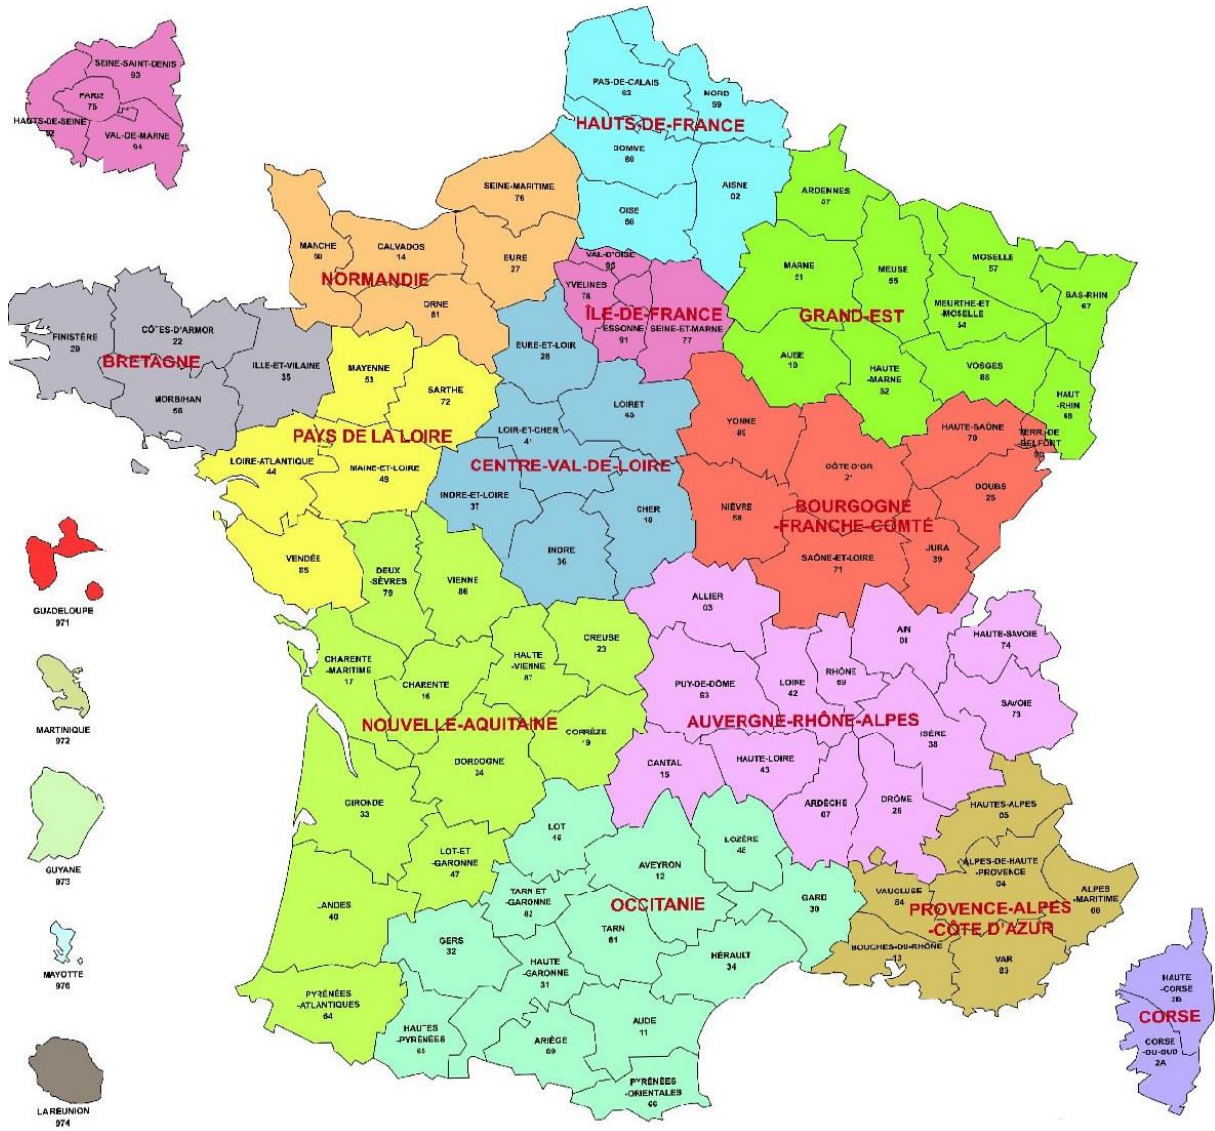 SEINE-SAINT-DENIS
93
PARIS
75
HAUTS-DE-SEINE
92
VAL-DE-MARNE
94
PAS-DE-CALAIS
62
NORD
59
HAUTS-DE-FRANCE
SOMME
80
AISNE
02
OISE
60
SEINE-MARITIME
76
MANCHE
50
CALVADOS
14
EURE
27
NORMANDIE
ORNE
61
VAL-D'OISE
95
YVELINES
78
ÎLE-DE-FRANCE
ESSONNE
91
SEINE-ET-MARNE
77
ARDENNES
MARNE
51
MEUSE
55
MOSELLE
57
MEURTHE-ET
-MOSELLE
54
BAS-RHIN
67
GRAND-EST
AUBE
10
HAUTE
-MARNE
52
VOSGES
88
HAUT
-RHIN
68
FINISTÈRE
29
CÔTES-D'ARMOR
22
BRETAGNE
ILLE-ET-VILAINE
35
MORBIHAN
56
MAYENNE
53
SARTHE
72
PAYS DE LA LOIRE
LOIRE-ATLANTIQUE
44
MAINE-ET-LOIRE
49
VENDÉE
85
EURE-ET-LOIR
28
LOIRET
45
LOIR-ET-CHER
41
CENTRE-VAL-DE-LOIRE
INDRE-ET-LOIRE
37
CHER
18
INDRE
36
YONNE
89
CÔTE-D'OR
21
HAUTE-SAÔNE
70
TERR.-DE
-BELFORT
90
NIÈVRE
58
DOUBS
25
BOURGOGNE
-FRANCHE-COMTÉ
SAÔNE-ET-LOIRE
71
JURA
39
DEUX
-SÈVRES
79
VIENNE
86
CREUSE
23
HAUTE
-VIENNE
87
CHARENTE
-MARITIME
17
CHARENTE
16
NOUVELLE-AQUITAINE
CORRÈZE
19
DORDOGNE
24
GIRONDE
33
LOT-ET
-GARONNE
47
LANDES
40
PYRÉNÉES
-ATLANTIQUES
64
ALLIER
03
AIN
01
HAUTE-SAVOIE
74
PUY-DE-DÔME
63
LOIRE
42
RHÔNE
69
SAVOIE
73
AUVERGNE-RHÔNE-ALPES
ISÈRE
38
CANTAL
15
HAUTE-LOIRE
43
ARDÈCHE
07
DRÔME
26
LOT
46
AVEYRON
12
LOZÈRE
48
TARN ET
-GARONNE
82
OCCITANIE
GARD
30
TARN
81
GERS
32
HAUTE
-GARONNE
31
HÉRAULT
34
HAUTES
-PYRÉNÉES
65
ARIÈGE
09
AUDE
11
PYRÉNÉES
-ORIENTALES
66
HAUTES-ALPES
05
ALPES-DE-HAUTE
-PROVENCE
04
ALPES
-MARITIME
06
VAUCLUSE
84
PROVENCE-ALPES
-CÔTE D'AZUR
BOUCHES-DU-RHÔNE
13
VAR
83
HAUTE
-CORSE
2B
CORSE
CORSE
-DU-SUD
2A
GUADELOUPE
971
MARTINIQUE
972
GUYANE
973
MAYOTTE
976
LA RÉUNION
974